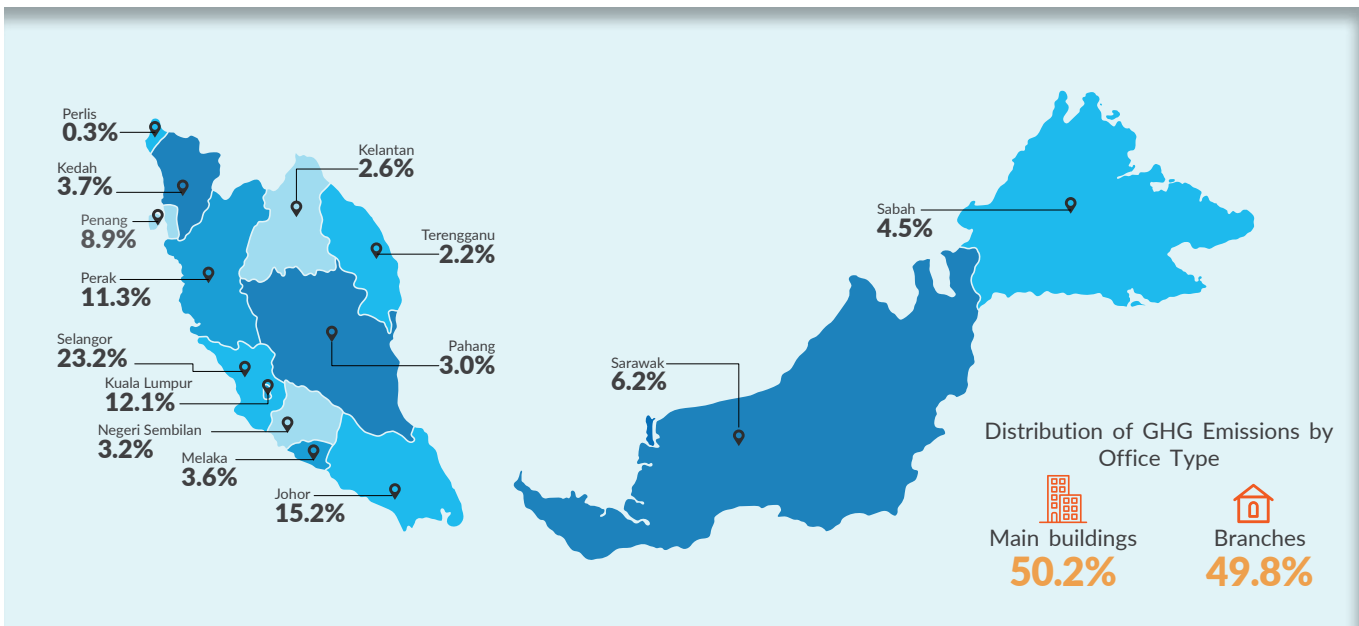 Perlis
0.3%
Kedah
3.7%
Penang
8.9%
Perak
11.3%
Selangor
23.2%
Kuala Lumpur
12.1%
Negeri Sembilan
3.2%
Melaka
3.6%
Johor
15.2%
Kelantan
2.6%
Terengganu
2.2%
Pahang
3.0%
Sabah
4.5%
Sarawak
6.2%
Distribution of GHG Emissions by
Office Type
Main buildings
50.2%
Branches
49.8%